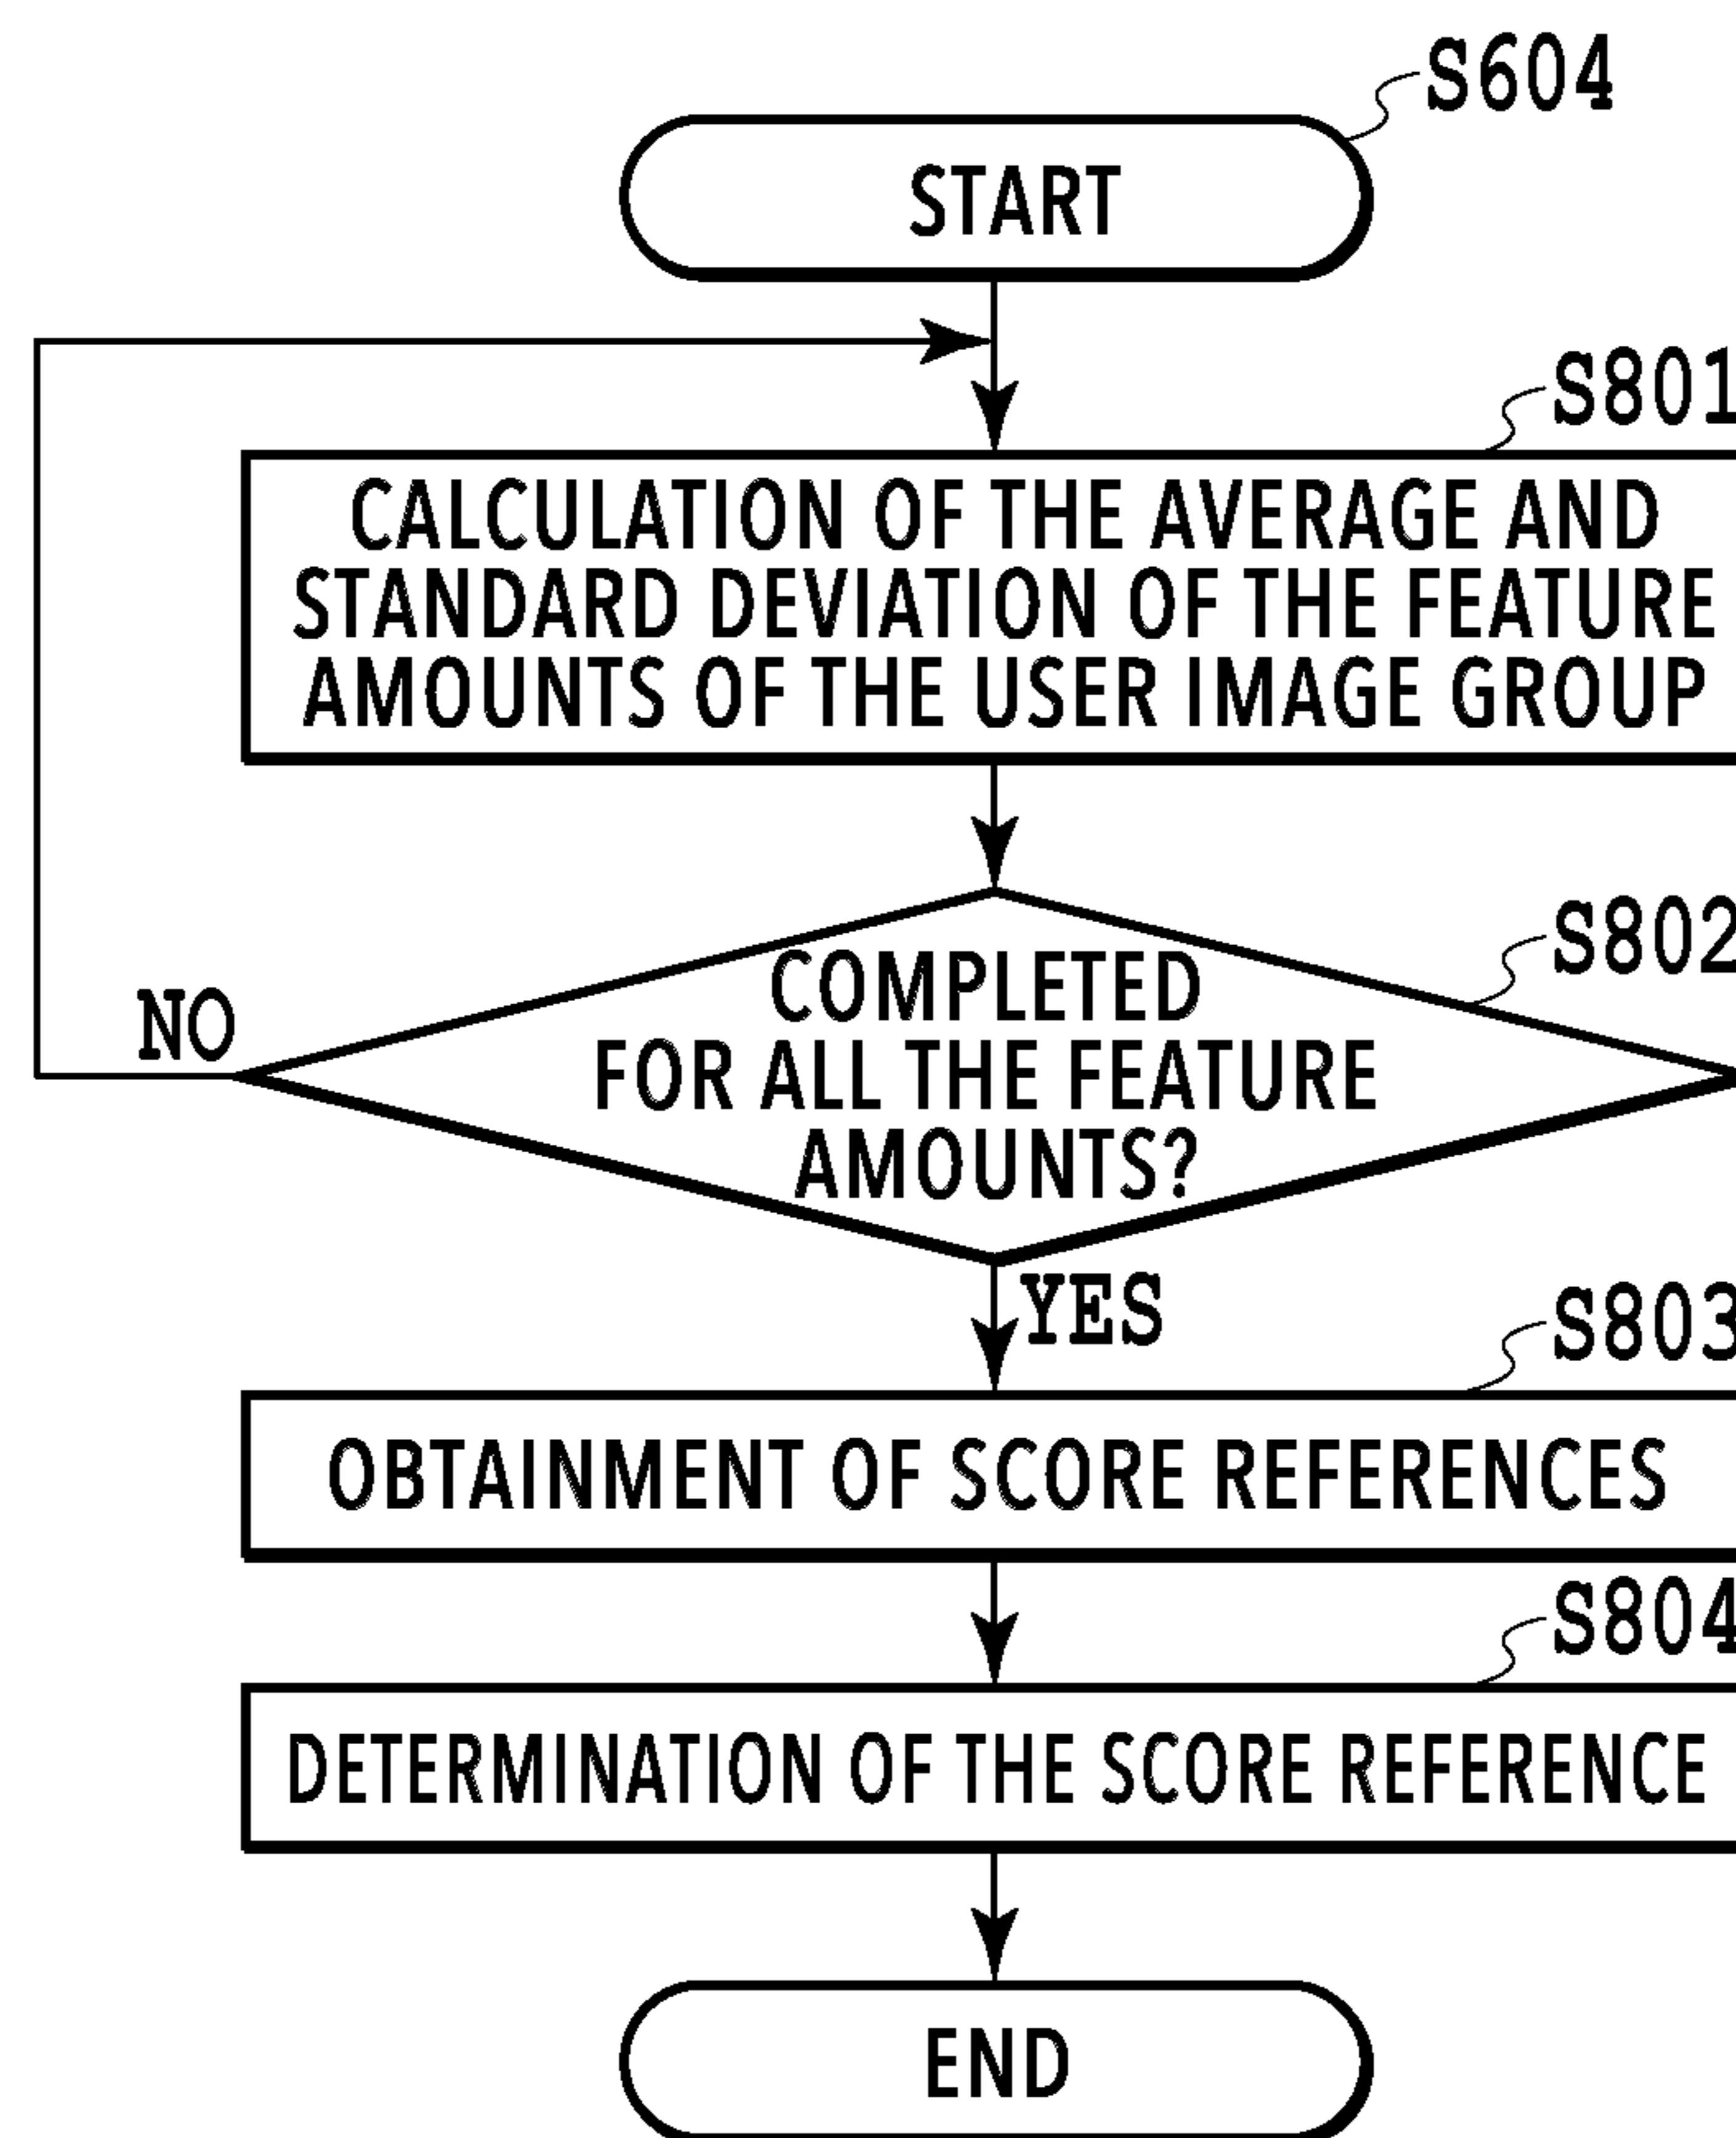 S604
START
S801
CALCULATION OF THE AVERAGE AND
STANDARD DEVIATION OF THE FEATURE
AMOUNTS OF THE USER IMAGE GROUP
S802
COMPLETED
FOR ALL THE FEATURE
AMOUNTS?
NO
YES
S803
OBTAINMENT OF SCORE REFERENCES
S804
DETERMINATION OF THE SCORE REFERENCE
END